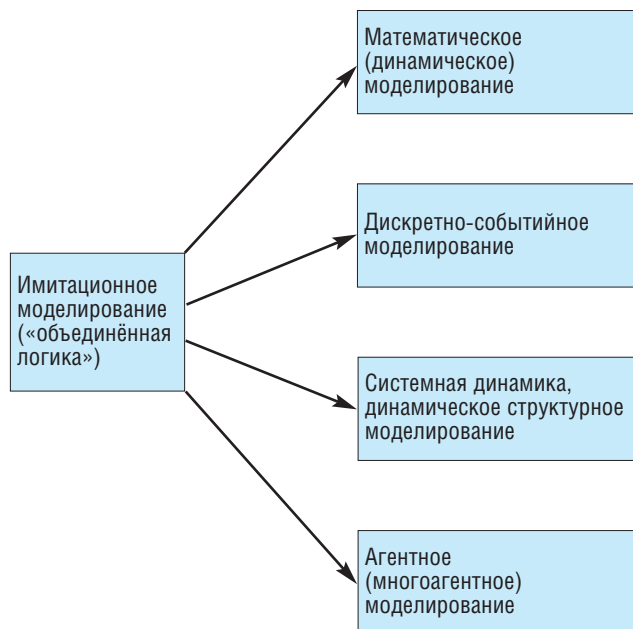 Математическое
(динамическое)
моделирование
Дискретно-событийное
моделирование
Имитационное
моделирование
(«объединённая
логика»)
Системная динамика,
динамическое структурное
моделирование
Агентное
(многоагентное)
моделирование